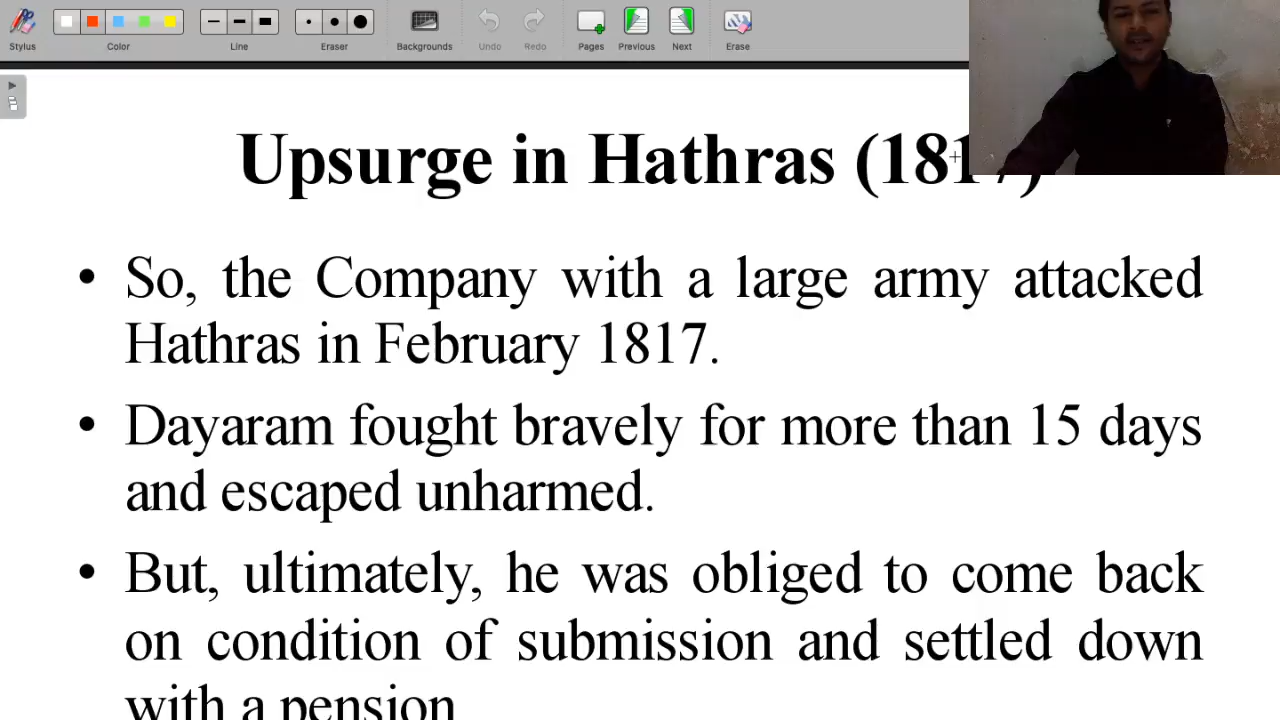 Stylus Color Line Eraser Backgrounds Undo Redo Pages Previous Next Erase
Upsurge in Hathras (1817)
• So, the Company with a large army attacked
Hathras in February 1817.
• Dayaram fought bravely for more than 15 days
and escaped unharmed.
• But, ultimately, he was obliged to come back
on condition of submission and settled down
with a pension